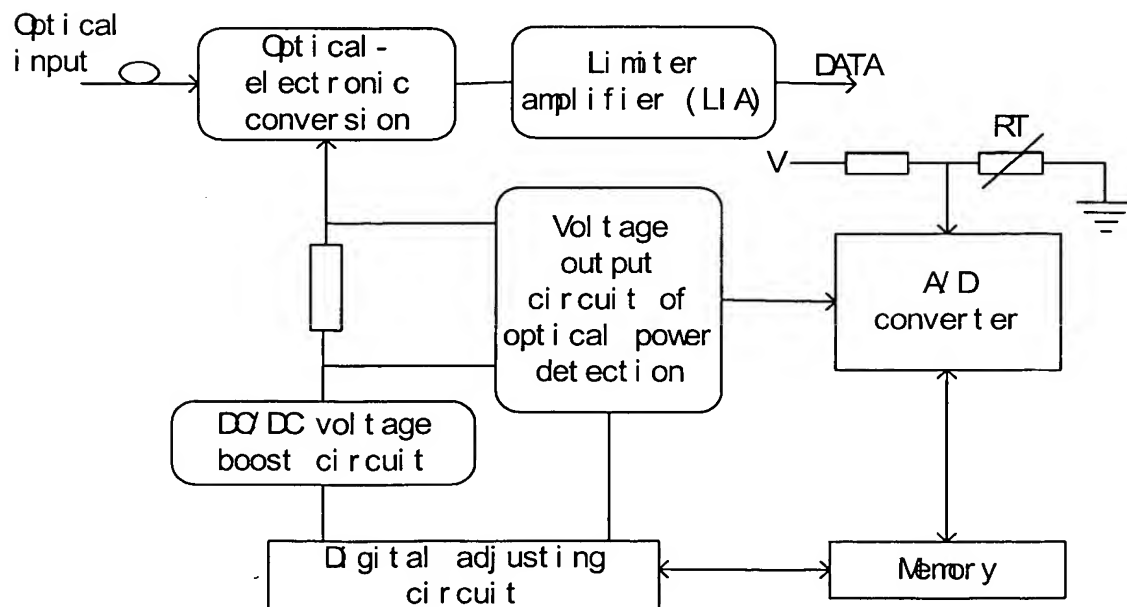 Optical
input
Optical-
electronic
conversion
Limiter
amplifier (LIA)
DATA
RT
V
Voltage
output
circuit of
optical power
detection
A/D
converter
DC/DC voltage
boost circuit
Digital adjusting
circuit
Memory